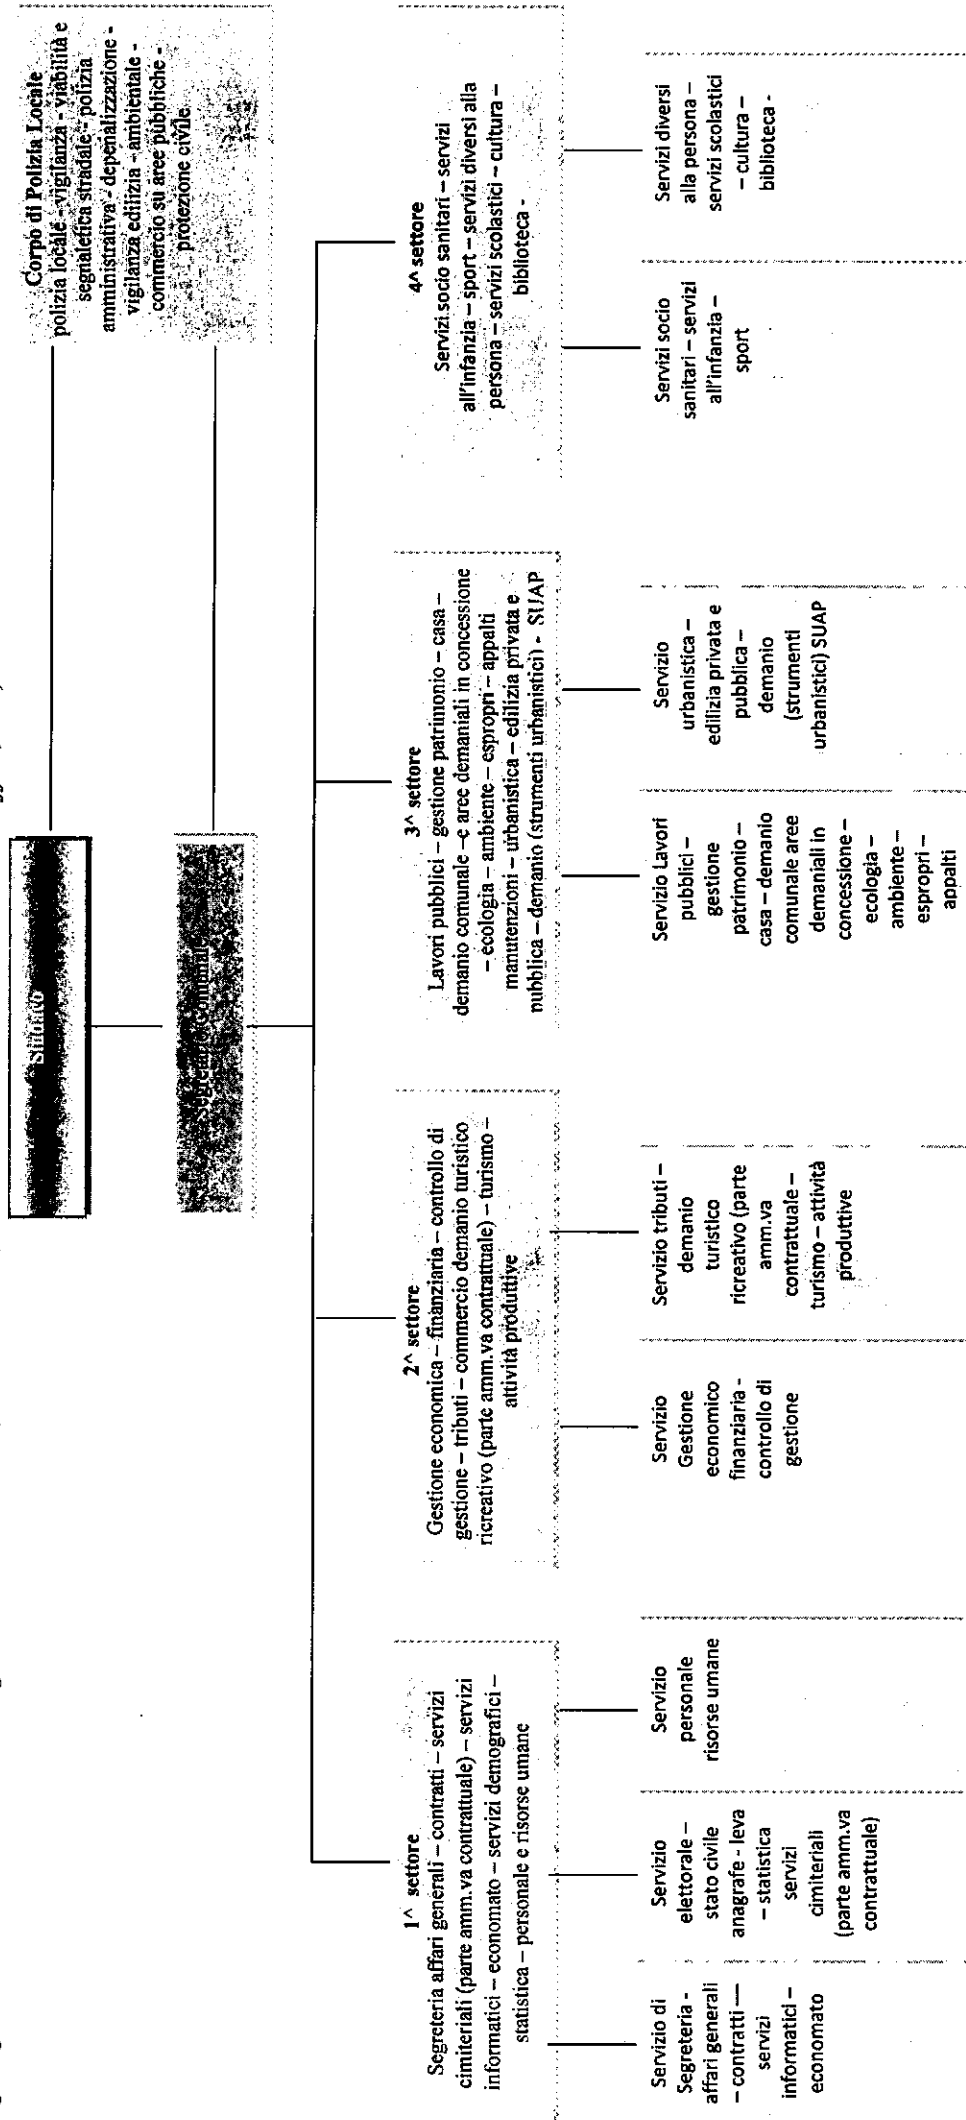 Sindaco
Segretario Comunale
Corpo di Polizia Locale
polizia locale - vigilanza - viabilità e
segnaletica stradale - polizia
amministrativa - depenalizzazione -
vigilanza edilizia - ambientale -
commercio su aree pubbliche -
protezione civile
1^ settore
Segreteria affari generali – contratti – servizi
cimiteriali (parte amm.va contrattuale) – servizi
informatici – economato – servizi demografici –
statistica – personale e risorse umane
2^ settore
Gestione economica – finanziaria – controllo di
gestione – tributi – commercio demanio turistico
ricreativo (parte amm.va contrattuale) – turismo –
attività produttive
3^ settore
Lavori pubblici – gestione patrimonio – casa –
demanio comunale –e aree demaniali in concessione
– ecologia – ambiente – espropri – appalti
manutenzioni – urbanistica – edilizia privata e
pubblica – demanio (strumenti urbanistici) - SUAP
4^ settore
Servizi socio sanitari – servizi
all'infanzia – sport – servizi diversi alla
persona – servizi scolastici – cultura –
biblioteca -
Servizio di
Segreteria -
affari generali
– contratti —
servizi
informatici –
economato
Servizio
elettorale –
stato civile
anagrafe - leva
– statistica
servizi
cimiteriali
(parte amm.va
contrattuale)
Servizio
personale
risorse umane
Servizio
Gestione
economico
finanziaria -
controllo di
gestione
Servizio tributi –
demanio
turistico
ricreativo (parte
amm.va
contrattuale –
turismo – attività
produttive
Servizio Lavori
pubblici –
gestione
patrimonio –
casa – demanio
comunale aree
demaniali in
concessione –
ecologia –
ambiente –
espropri –
appalti
Servizio
urbanistica –
edilizia privata e
pubblica –
demanio
(strumenti
urbanistici) SUAP
Servizi socio
sanitari – servizi
all'infanzia –
sport
Servizi diversi
alla persona –
servizi scolastici
– cultura –
biblioteca -